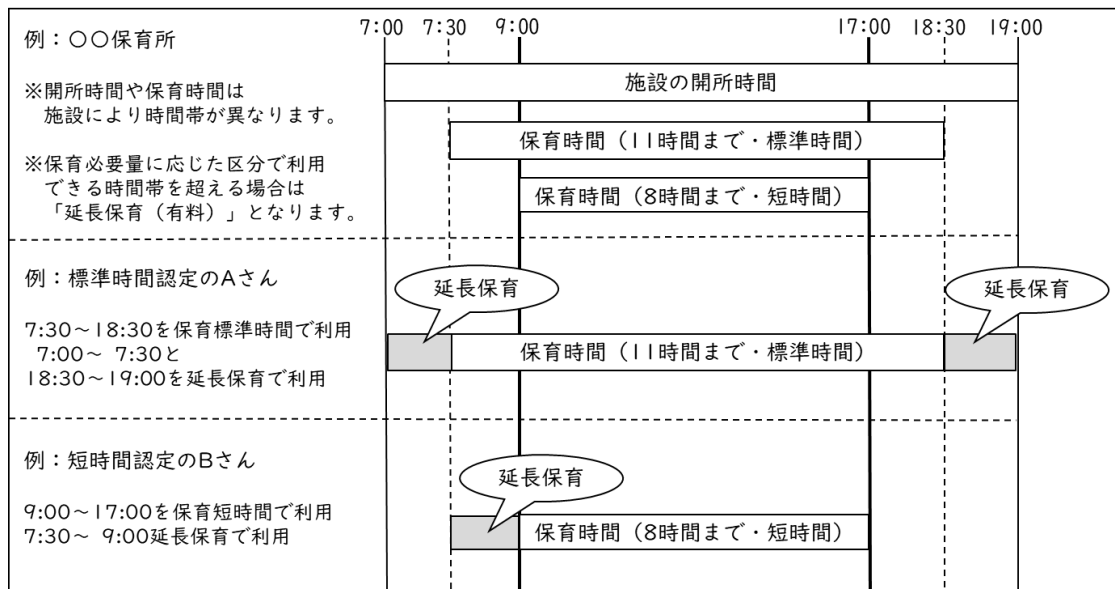 例：○○保育所
※開所時間や保育時間は
施設により時間帯が異なります。
※保育必要量に応じた区分で利用
できる時間帯を超える場合は
「延長保育（有料）」となります。
7:00 7:30 9:00 17:00 18:30 19:00
施設の開所時間
保育時間（11時間まで・標準時間）
保育時間（8時間まで・短時間）
例：標準時間認定のAさん
7:30～18:30を保育標準時間で利用
7:00～ 7:30と
18:30～19:00を延長保育で利用
延長保育
延長保育
保育時間（11時間まで・標準時間）
例：短時間認定のBさん
9:00～17:00を保育短時間で利用
7:30～ 9:00延長保育で利用
延長保育
保育時間（8時間まで・短時間）